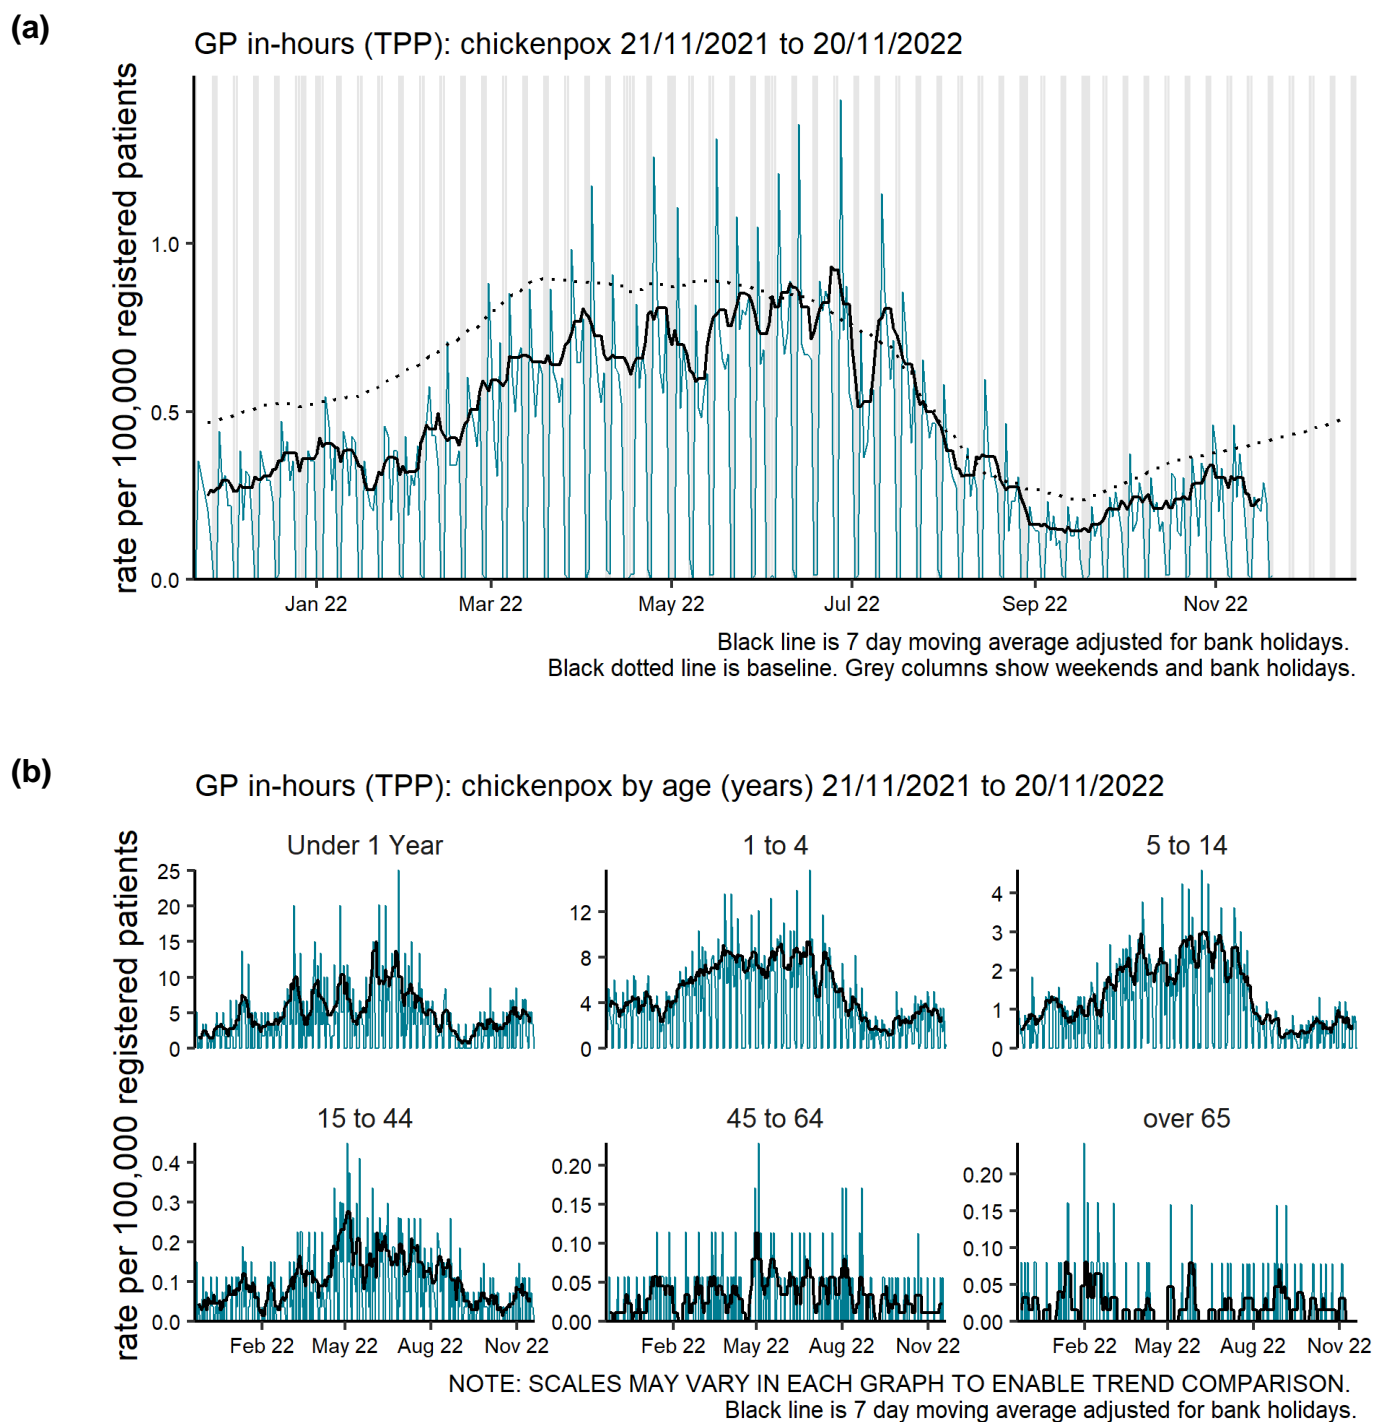 (a)
GP in-hours (TPP): chickenpox 21/11/2021 to 20/11/2022
rate per 100,000 registered patients
1.0
0.5
0.0
Jan 22 Mar 22 May 22 Jul 22 Sep 22 Nov 22
Black line is 7 day moving average adjusted for bank holidays.
Black dotted line is baseline. Grey columns show weekends and bank holidays.
(b)
GP in-hours (TPP): chickenpox by age (years) 21/11/2021 to 20/11/2022
rate per 100,000 registered patients
Under 1 Year
25
20
15
10
5
0
1 to 4
12
8
4
0
5 to 14
4
3
2
1
0
15 to 44
0.4
0.3
0.2
0.1
0.0
Feb 22 May 22 Aug 22 Nov 22
45 to 64
0.20
0.15
0.10
0.05
0.00
Feb 22 May 22 Aug 22 Nov 22
over 65
0.20
0.15
0.10
0.05
0.00
Feb 22 May 22 Aug 22 Nov 22
NOTE: SCALES MAY VARY IN EACH GRAPH TO ENABLE TREND COMPARISON.
Black line is 7 day moving average adjusted for bank holidays.